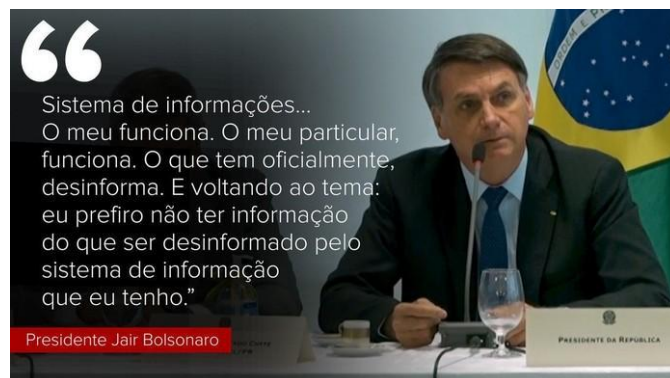 “
Sistema de informações...
O meu funciona. O meu particular,
funciona. O que tem oficialmente,
desinforma. E voltando ao tema:
eu prefiro não ter informação
do que ser desinformado pelo
sistema de informação
que eu tenho.”
Presidente Jair Bolsonaro
ORDEM E P
PRESIDENTE DA REPÚBLICA